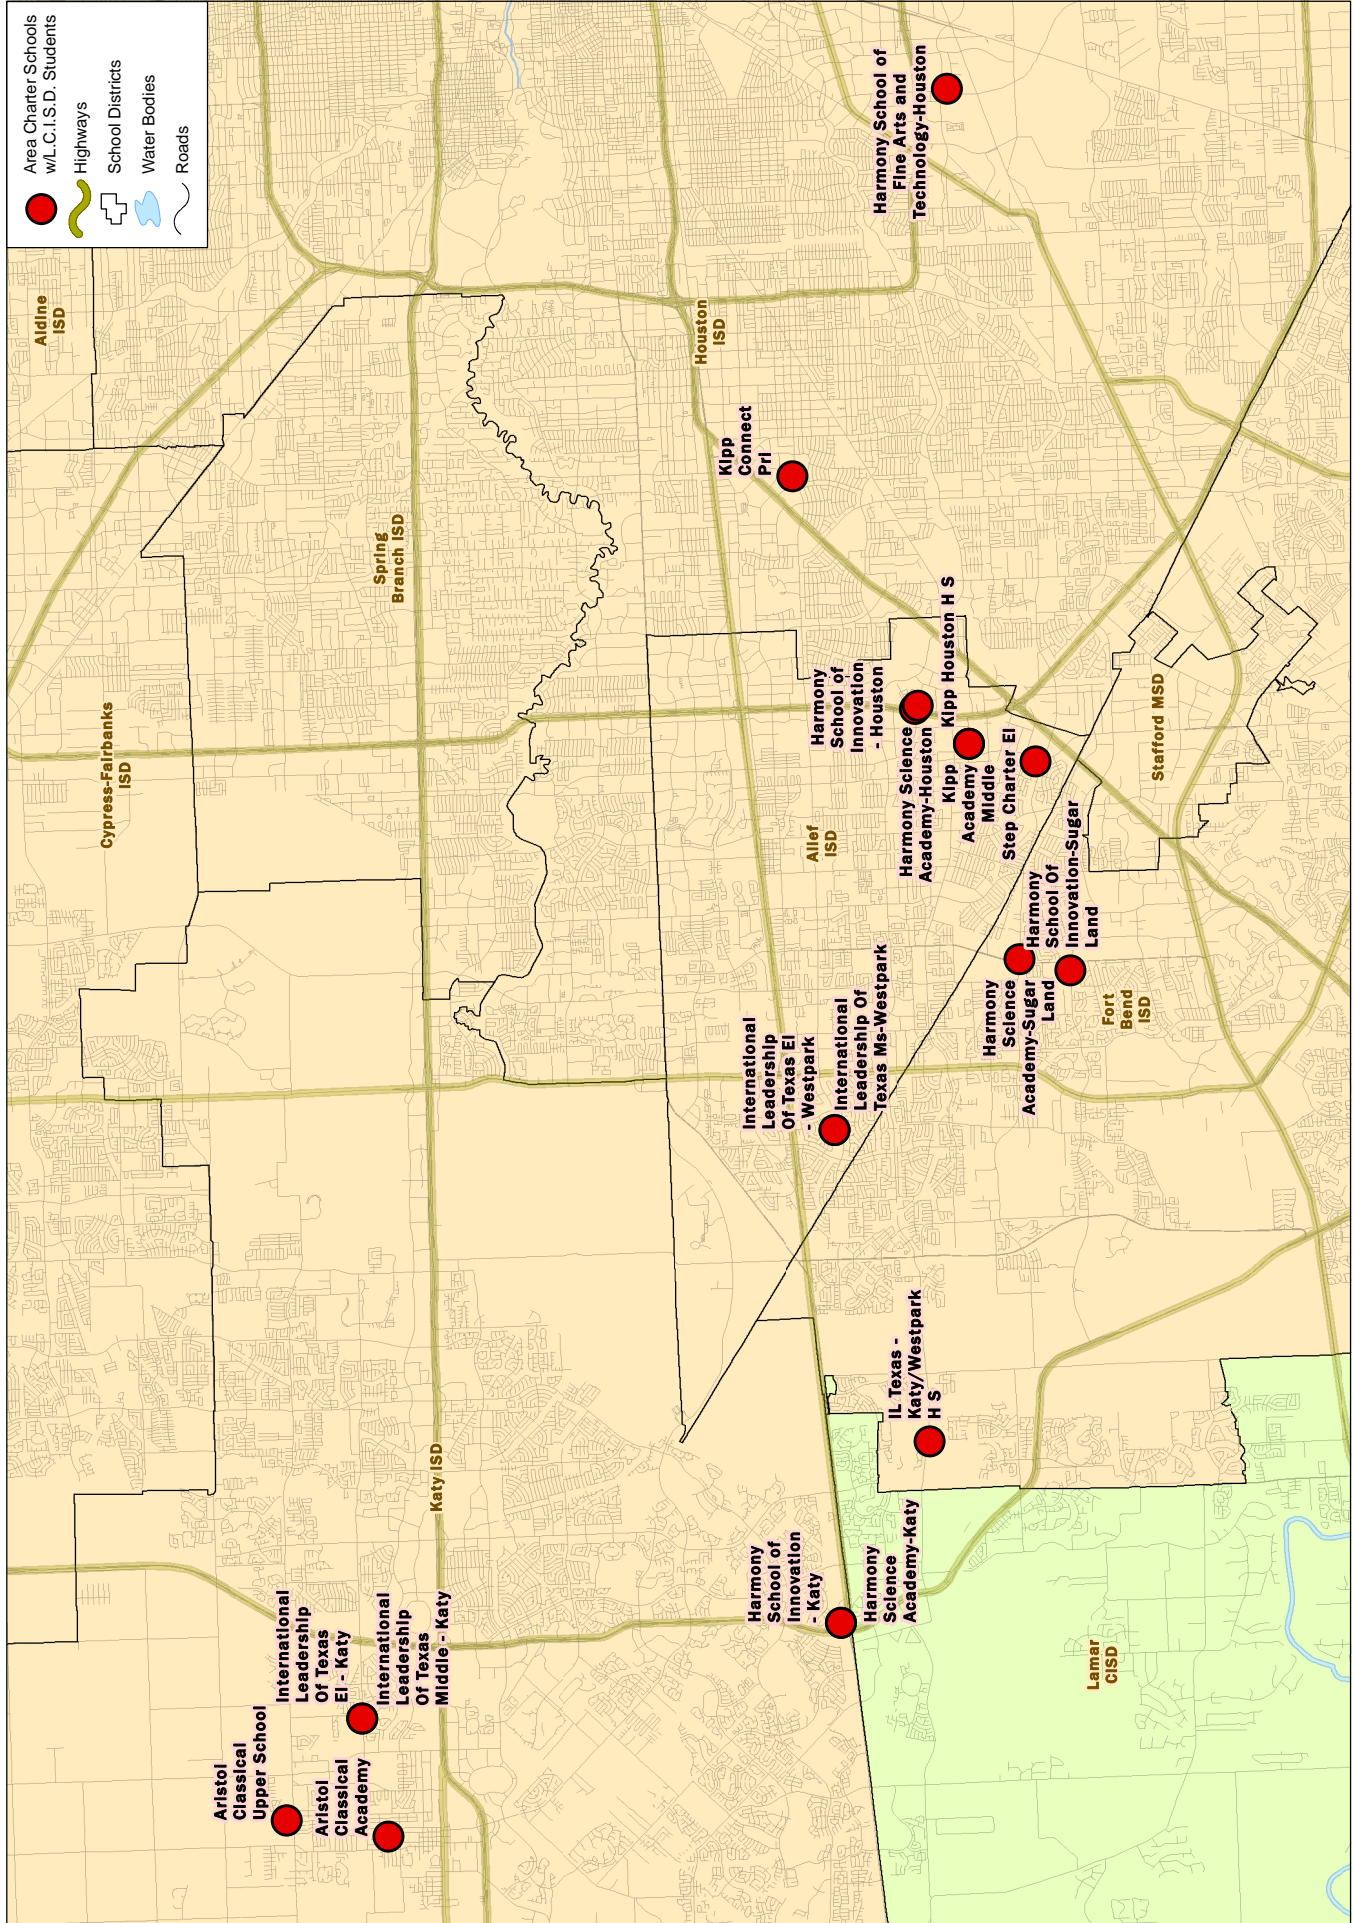 Area Charter Schools
w/L.C.I.S.D. Students
Highways
School Districts
Water Bodies
Roads
Aldine
ISD
Cypress-Fairbanks
ISD
Spring
Branch ISD
Katy ISD
Houston
ISD
Alief
ISD
Stafford MSD
Fort
Bend
ISD
Lamar
CISD
Aristoi
Classical
Upper School
Aristoi
Classical
Academy
International
Leadership
Of Texas
El - Katy
International
Leadership
Of Texas
Middle - Katy
Harmony
School of
Innovation
- Katy
Harmony
Science
Academy-Katy
IL Texas -
Katy/Westpark
H S
International
Leadership
Of Texas El
- Westpark
International
Leadership Of
Texas Ms-Westpark
Harmony
Science
Academy-Sugar
Land
Harmony
School Of
Innovation-Sugar
Land
Harmony
School of
Innovation
- Houston
Harmony Science
Academy-Houston
Kipp Houston H S
Kipp
Academy
Middle
Step Charter El
Kipp
Connect
Pri
Harmony School of
Fine Arts and
Technology-Houston